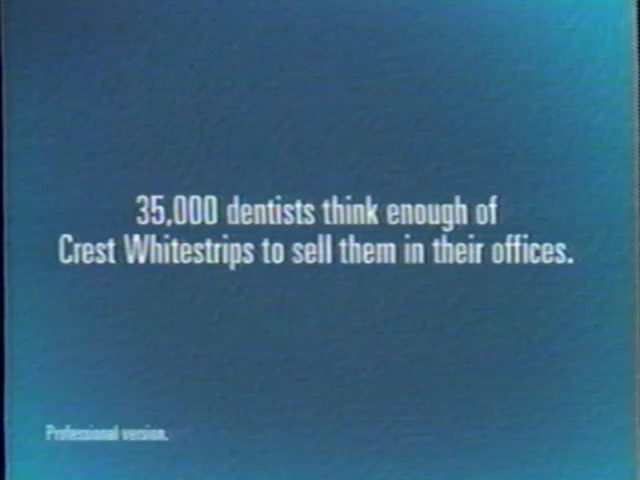 35,000 dentists think enough of
Crest Whitestrips to sell them in their offices.
Professional version.